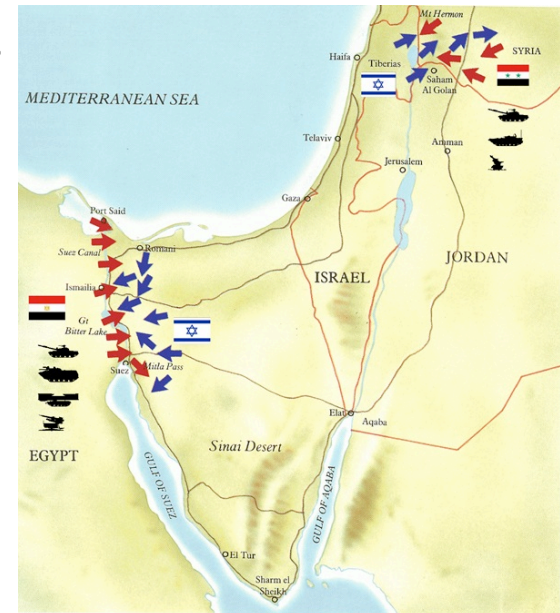 Mt Hermon
Haifa
Tiberias
SYRIA
Saham
Al Golan
MEDITERRANEAN SEA
Telaviv
Amman
Jerusalem
Gaza
Port Said
Suez Canal
Romani
JORDAN
ISRAEL
Ismailia
Gt
Bitter Lake
Suez
Mitla Pass
Elat
Aqaba
EGYPT
Sinai Desert
GULF OF SUEZ
GULF OF AQABA
El Tur
Sharm el
Sheikh